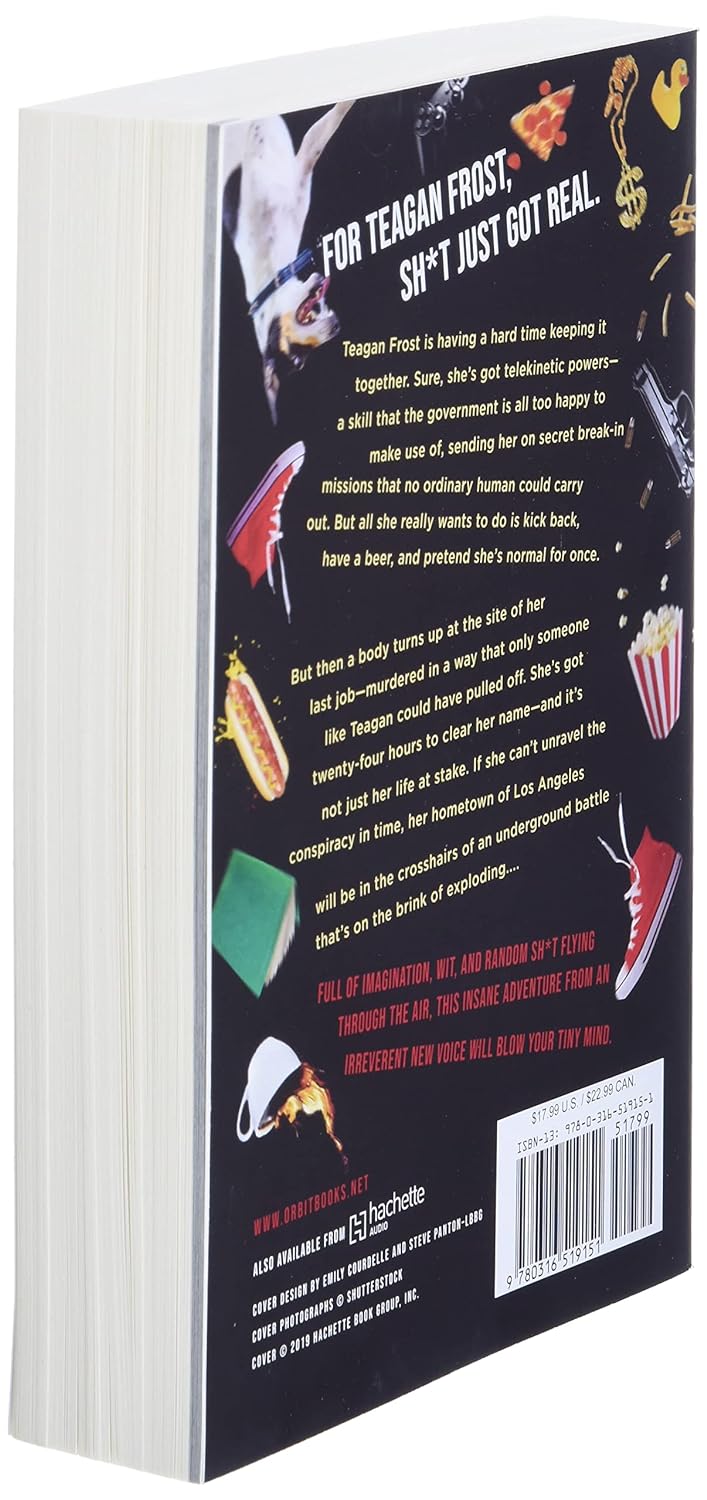 FOR TEAGAN FROST,
SH*T JUST GOT REAL.
Teagan Frost is having a hard time keeping it
together. Sure, she's got telekinetic powers—
a skill that the government is all too happy to
make use of, sending her on secret break-in
missions that no ordinary human could carry
out. But all she really wants to do is kick back,
have a beer, and pretend she's normal for once.
But then a body turns up at the site of her
last job—murdered in a way that only someone
like Teagan could have pulled off. She's got
twenty-four hours to clear her name—and it's
not just her life at stake. If she can't unravel the
conspiracy in time, her hometown of Los Angeles
will be in the crosshairs of an underground battle
that's on the brink of exploding....
FULL OF IMAGINATION, WIT, AND RANDOM SH*T FLYING
THROUGH THE AIR, THIS INSANE ADVENTURE FROM AN
IRREVERENT NEW VOICE WILL BLOW YOUR TINY MIND.
$17.99 U.S. / $22.99 CAN.
ISBN-13: 978-0-316-51915-1
51799
9 780316 519151
WWW.ORBITBOOKS.NET
ALSO AVAILABLE FROM hachette
AUDIO
COVER DESIGN BY EMILY COURDELLE AND STEVE PANTON-LBBG
COVER PHOTOGRAPHS © SHUTTERSTOCK
COVER © 2019 HACHETTE BOOK GROUP, INC.